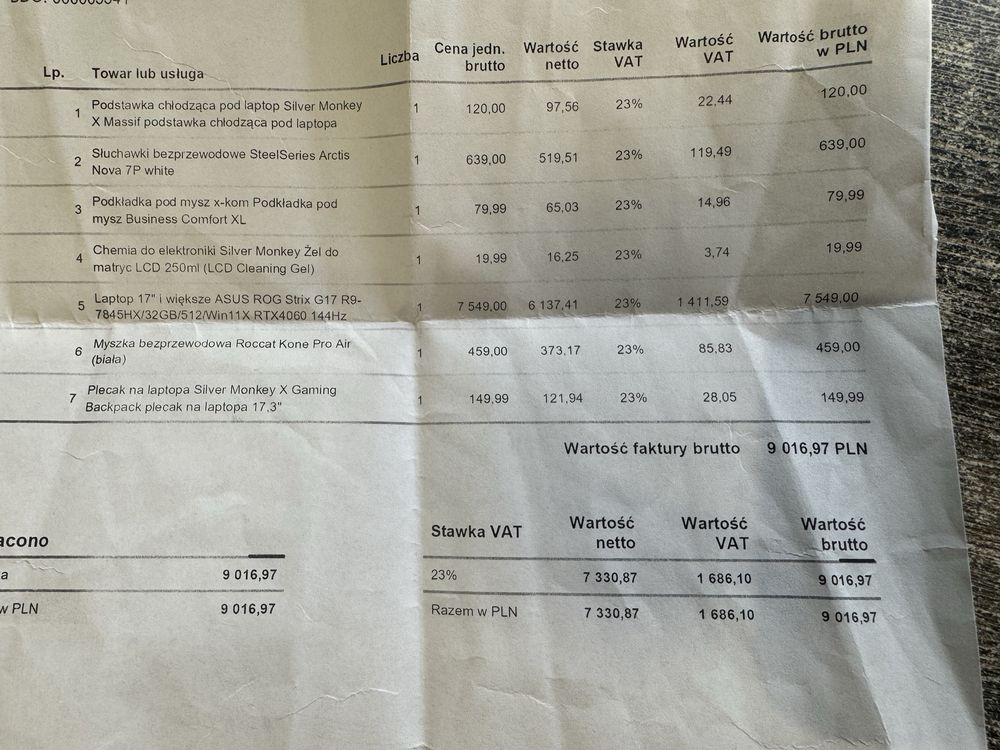 Lp. Towar lub usługa Liczba Cena jedn. brutto Wartość netto Stawka VAT Wartość VAT Wartość brutto w PLN
1 Podstawka chłodząca pod laptop Silver Monkey 1 120,00 97,56 23% 22,44 120,00
X Massif podstawka chłodząca pod laptopa
2 Słuchawki bezprzewodowe SteelSeries Arctis 1 639,00 519,51 23% 119,49 639,00
Nova 7P white
3 Podkładka pod mysz x-kom Podkładka pod 1 79,99 65,03 23% 14,96 79,99
mysz Business Comfort XL
4 Chemia do elektroniki Silver Monkey Żel do 1 19,99 16,25 23% 3,74 19,99
matryc LCD 250ml (LCD Cleaning Gel)
5 Laptop 17" i większe ASUS ROG Strix G17 R9- 1 7 549,00 6 137,41 23% 1 411,59 7 549,00
7845HX/32GB/512/Win11X RTX4060 144Hz
6 Myszka bezprzewodowa Roccat Kone Pro Air 1 459,00 373,17 23% 85,83 459,00
(biała)
7 Plecak na laptopa Silver Monkey X Gaming 1 149,99 121,94 23% 28,05 149,99
Backpack plecak na laptopa 17,3"
Wartość faktury brutto 9 016,97 PLN
Stawka VAT Wartość netto Wartość VAT Wartość brutto
9 016,97 23% 7 330,87 1 686,10 9 016,97
w PLN 9 016,97 Razem w PLN 7 330,87 1 686,10 9 016,97